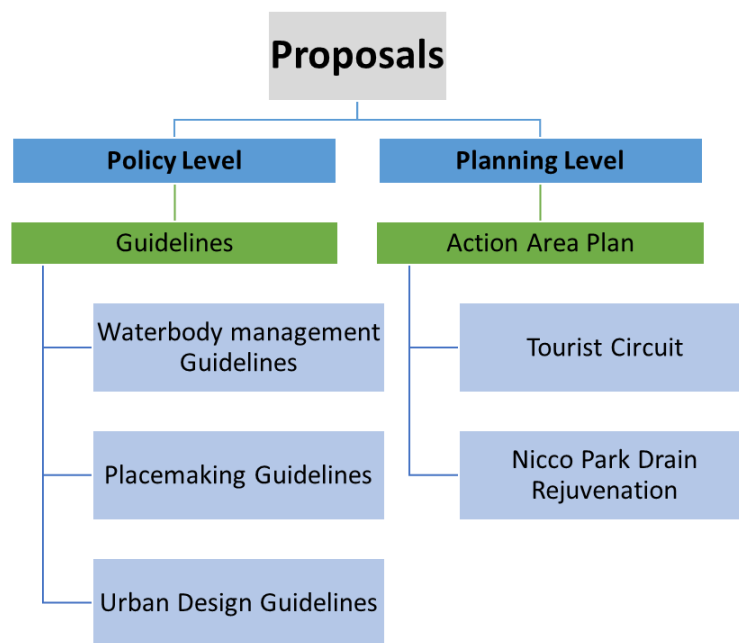 Proposals
Policy Level
Planning Level
Guidelines
Action Area Plan
Waterbody management
Guidelines
Tourist Circuit
Placemaking Guidelines
Nicco Park Drain
Rejuvenation
Urban Design Guidelines